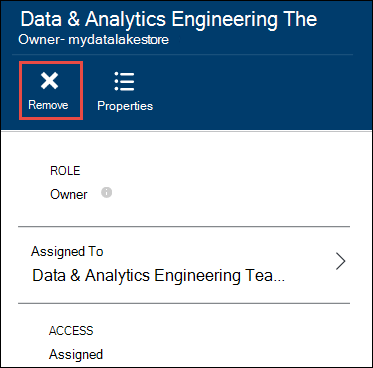 Data & Analytics Engineering The
Owner- mydatalakestore
Remove
Properties
ROLE
Owner
Assigned To
Data & Analytics Engineering Tea...
ACCESS
Assigned